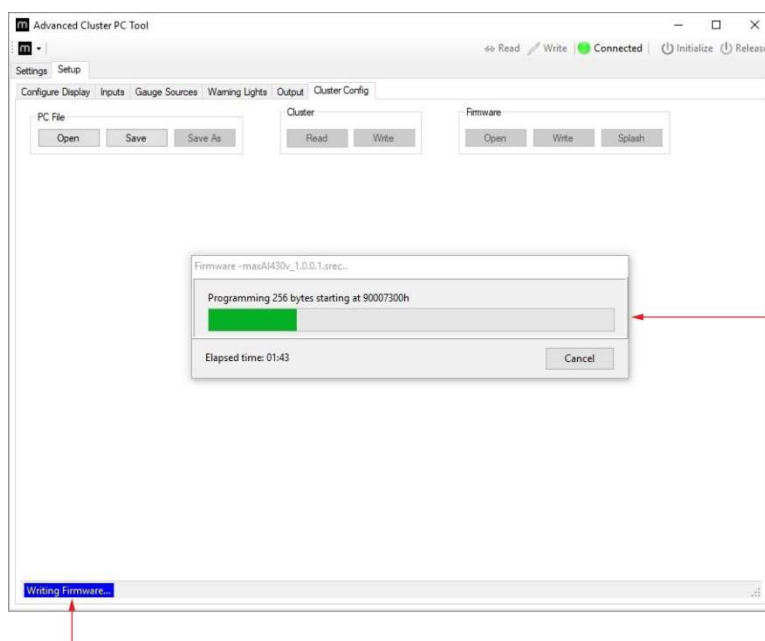 m Advanced Cluster PC Tool
m Read Write Connected Initialize Release
Settings Setup
Configure Display Inputs Gauge Sources Warning Lights Output Cluster Config
PC File Cluster Firmware
Open Save Save As Read Write Open Write Splash
Firmware -maxAI430v_1.0.0.1.srec..
Programming 256 bytes starting at 90007300h
Elapsed time: 01:43 Cancel
Writing Firmware...